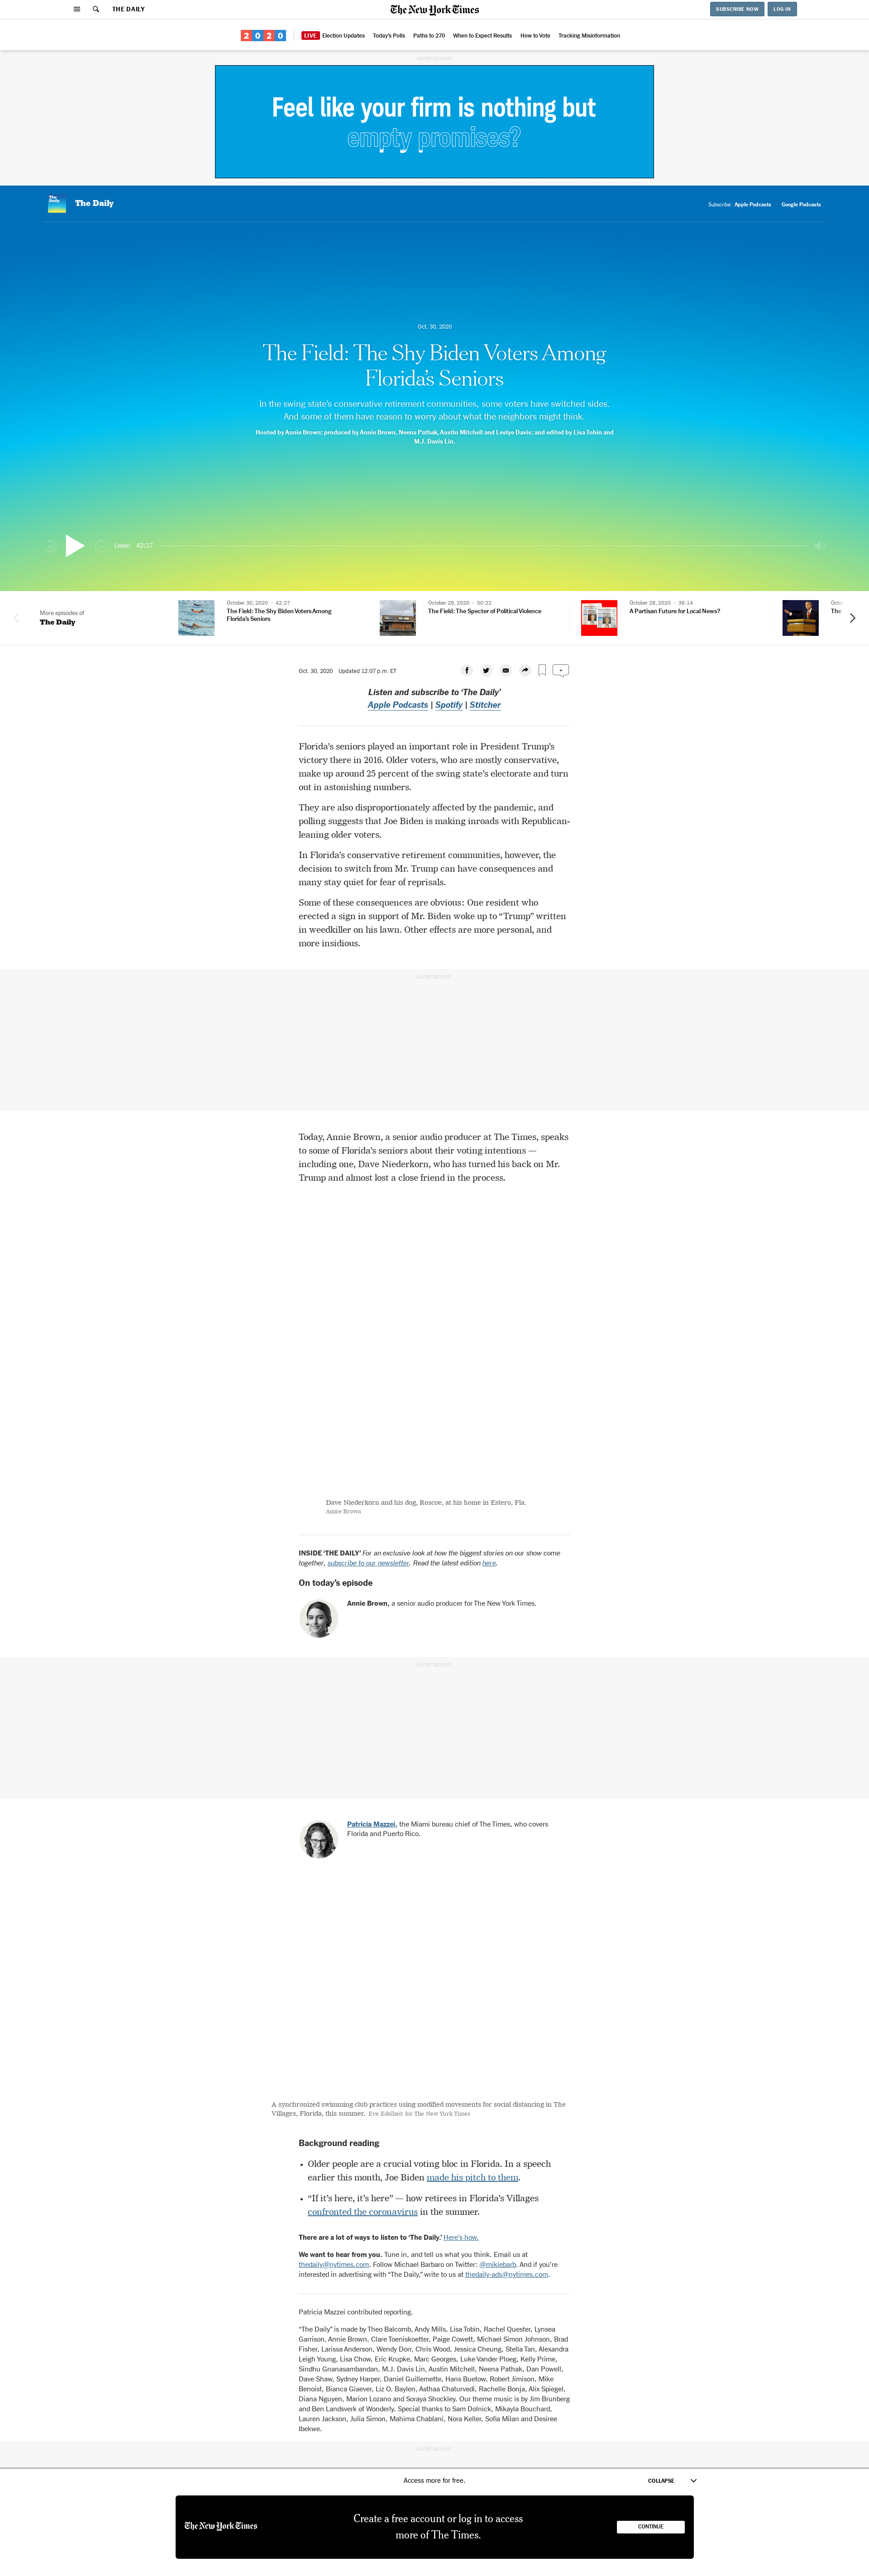 THE DAILY
The New York Times
SUBSCRIBE NOW
LOG IN
2020
LIVE Election Updates
Today's Polls
Paths to 270
When to Expect Results
How to Vote
Tracking Misinformation
ADVERTISEMENT
Feel like your firm is nothing but
empty promises?
The Daily
The Daily
Subscribe: Apple Podcasts
Google Podcasts
Oct. 30, 2020
The Field: The Shy Biden Voters Among
Florida's Seniors
In the swing state's conservative retirement communities, some voters have switched sides.
And some of them have reason to worry about what the neighbors might think.
Hosted by Annie Brown; produced by Annie Brown, Neena Pathak, Austin Mitchell and Leslye Davis; and edited by Lisa Tobin and
M.J. Davis Lin.
Listen 42:27
More episodes of
The Daily
October 30, 2020 · 42:27
The Field: The Shy Biden Voters Among
Florida's Seniors
October 29, 2020 · 50:22
The Field: The Specter of Political Violence
October 28, 2020 · 36:14
A Partisan Future for Local News?
Octo
The
Oct. 30, 2020 Updated 12:07 p.m. ET
Listen and subscribe to 'The Daily'
Apple Podcasts | Spotify | Stitcher
Florida's seniors played an important role in President Trump's
victory there in 2016. Older voters, who are mostly conservative,
make up around 25 percent of the swing state's electorate and turn
out in astonishing numbers.
They are also disproportionately affected by the pandemic, and
polling suggests that Joe Biden is making inroads with Republican-
leaning older voters.
In Florida's conservative retirement communities, however, the
decision to switch from Mr. Trump can have consequences and
many stay quiet for fear of reprisals.
Some of these consequences are obvious: One resident who
erected a sign in support of Mr. Biden woke up to “Trump” written
in weedkiller on his lawn. Other effects are more personal, and
more insidious.
ADVERTISEMENT
Today, Annie Brown, a senior audio producer at The Times, speaks
to some of Florida's seniors about their voting intentions —
including one, Dave Niederkorn, who has turned his back on Mr.
Trump and almost lost a close friend in the process.
Dave Niederkorn and his dog, Roscoe, at his home in Estero, Fla.
Annie Brown
INSIDE 'THE DAILY' For an exclusive look at how the biggest stories on our show come
together, subscribe to our newsletter. Read the latest edition here.
On today's episode
Annie Brown, a senior audio producer for The New York Times.
ADVERTISEMENT
Patricia Mazzei, the Miami bureau chief of The Times, who covers
Florida and Puerto Rico.
A synchronized swimming club practices using modified movements for social distancing in The
Villages, Florida, this summer. Eve Edelheit for The New York Times
Background reading
• Older people are a crucial voting bloc in Florida. In a speech
earlier this month, Joe Biden made his pitch to them.
• “If it's here, it's here” — how retirees in Florida's Villages
confronted the coronavirus in the summer.
There are a lot of ways to listen to 'The Daily.' Here's how.
We want to hear from you. Tune in, and tell us what you think. Email us at
thedaily@nytimes.com. Follow Michael Barbaro on Twitter: @mikiebarb. And if you're
interested in advertising with “The Daily,” write to us at thedaily-ads@nytimes.com.
Patricia Mazzei contributed reporting.
“The Daily” is made by Theo Balcomb, Andy Mills, Lisa Tobin, Rachel Quester, Lynsea
Garrison, Annie Brown, Clare Toeniskoetter, Paige Cowett, Michael Simon Johnson, Brad
Fisher, Larissa Anderson, Wendy Dorr, Chris Wood, Jessica Cheung, Stella Tan, Alexandra
Leigh Young, Lisa Chow, Eric Krupke, Marc Georges, Luke Vander Ploeg, Kelly Prime,
Sindhu Gnanasambandan, M.J. Davis Lin, Austin Mitchell, Neena Pathak, Dan Powell,
Dave Shaw, Sydney Harper, Daniel Guillemette, Hans Buetow, Robert Jimison, Mike
Benoist, Bianca Giaever, Liz O. Baylen, Asthaa Chaturvedi, Rachelle Bonja, Alix Spiegel,
Diana Nguyen, Marion Lozano and Soraya Shockley. Our theme music is by Jim Brunberg
and Ben Landsverk of Wonderly. Special thanks to Sam Dolnick, Mikayla Bouchard,
Lauren Jackson, Julia Simon, Mahima Chablani, Nora Keller, Sofia Milan and Desiree
Ibekwe.
ADVERTISEMENT
Access more for free.
COLLAPSE
The New York Times
Create a free account or log in to access
more of The Times.
CONTINUE